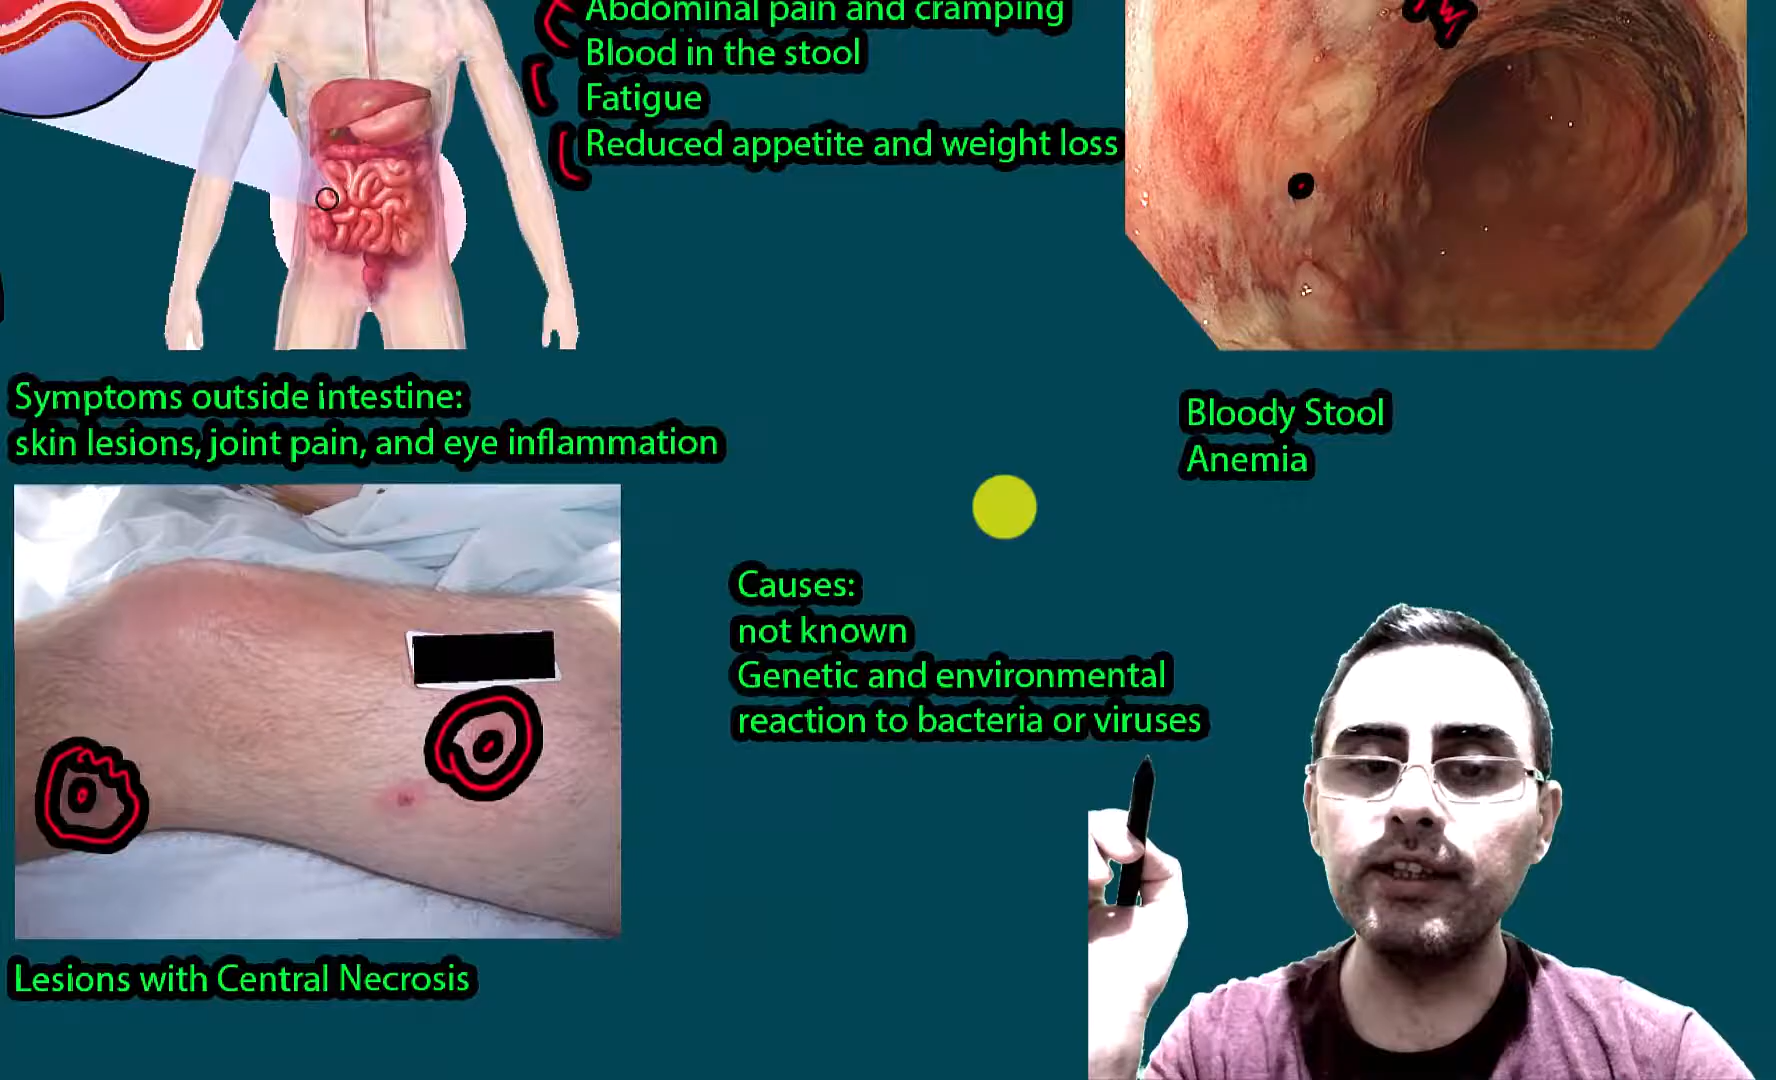 Abdominal pain and cramping
Blood in the stool
Fatigue
Reduced appetite and weight loss
Symptoms outside intestine:
skin lesions, joint pain, and eye inflammation
Bloody Stool
Anemia
Causes:
not known
Genetic and environmental
reaction to bacteria or viruses
Lesions with Central Necrosis